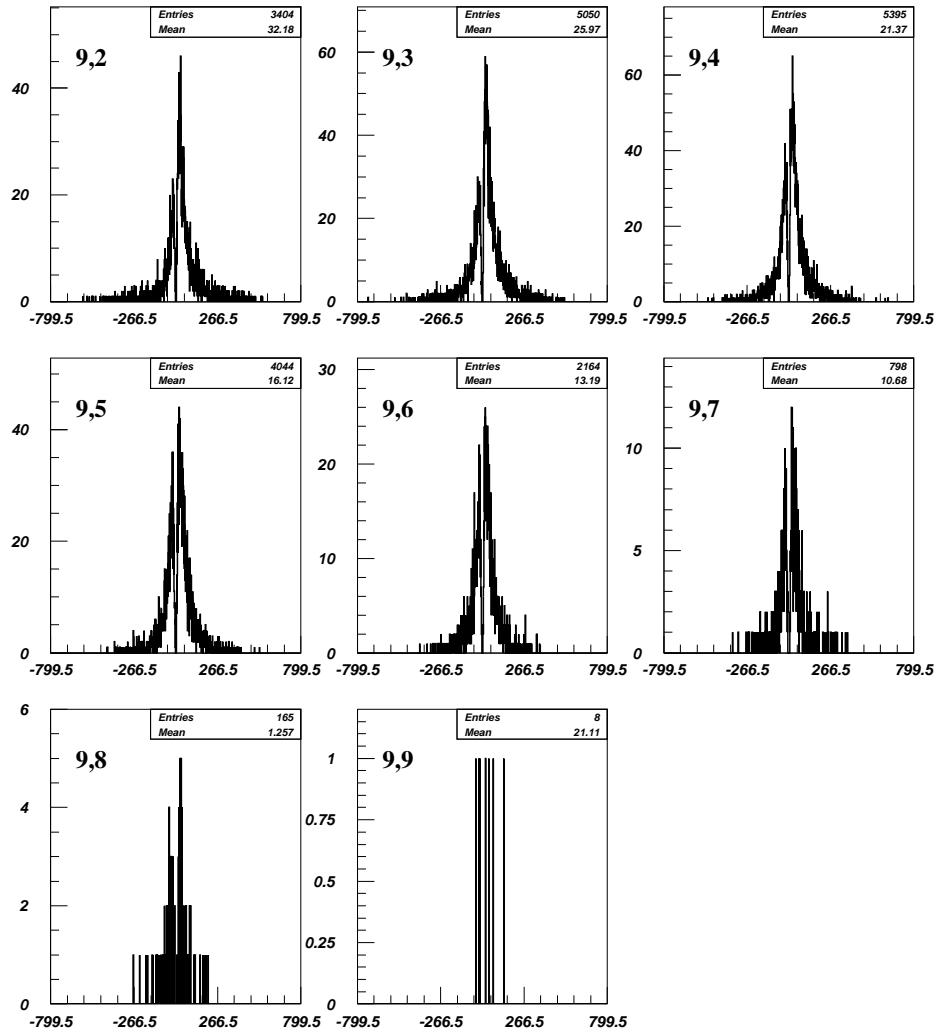 Entries 3404
Mean 32.18
9,2
40
20
0
-799.5 -266.5 266.5 799.5
Entries 5050
Mean 25.97
9,3
60
40
20
0
-799.5 -266.5 266.5 799.5
Entries 5395
Mean 21.37
9,4
60
40
20
0
-799.5 -266.5 266.5 799.5
Entries 4044
Mean 16.12
9,5
40
20
0
-799.5 -266.5 266.5 799.5
Entries 2164
Mean 13.19
9,6
30
20
10
0
-799.5 -266.5 266.5 799.5
Entries 798
Mean 10.68
9,7
10
5
0
-799.5 -266.5 266.5 799.5
Entries 165
Mean 1.257
9,8
6
4
2
0
-799.5 -266.5 266.5 799.5
Entries 8
Mean 21.11
9,9
1
0.75
0.5
0.25
0
-799.5 -266.5 266.5 799.5